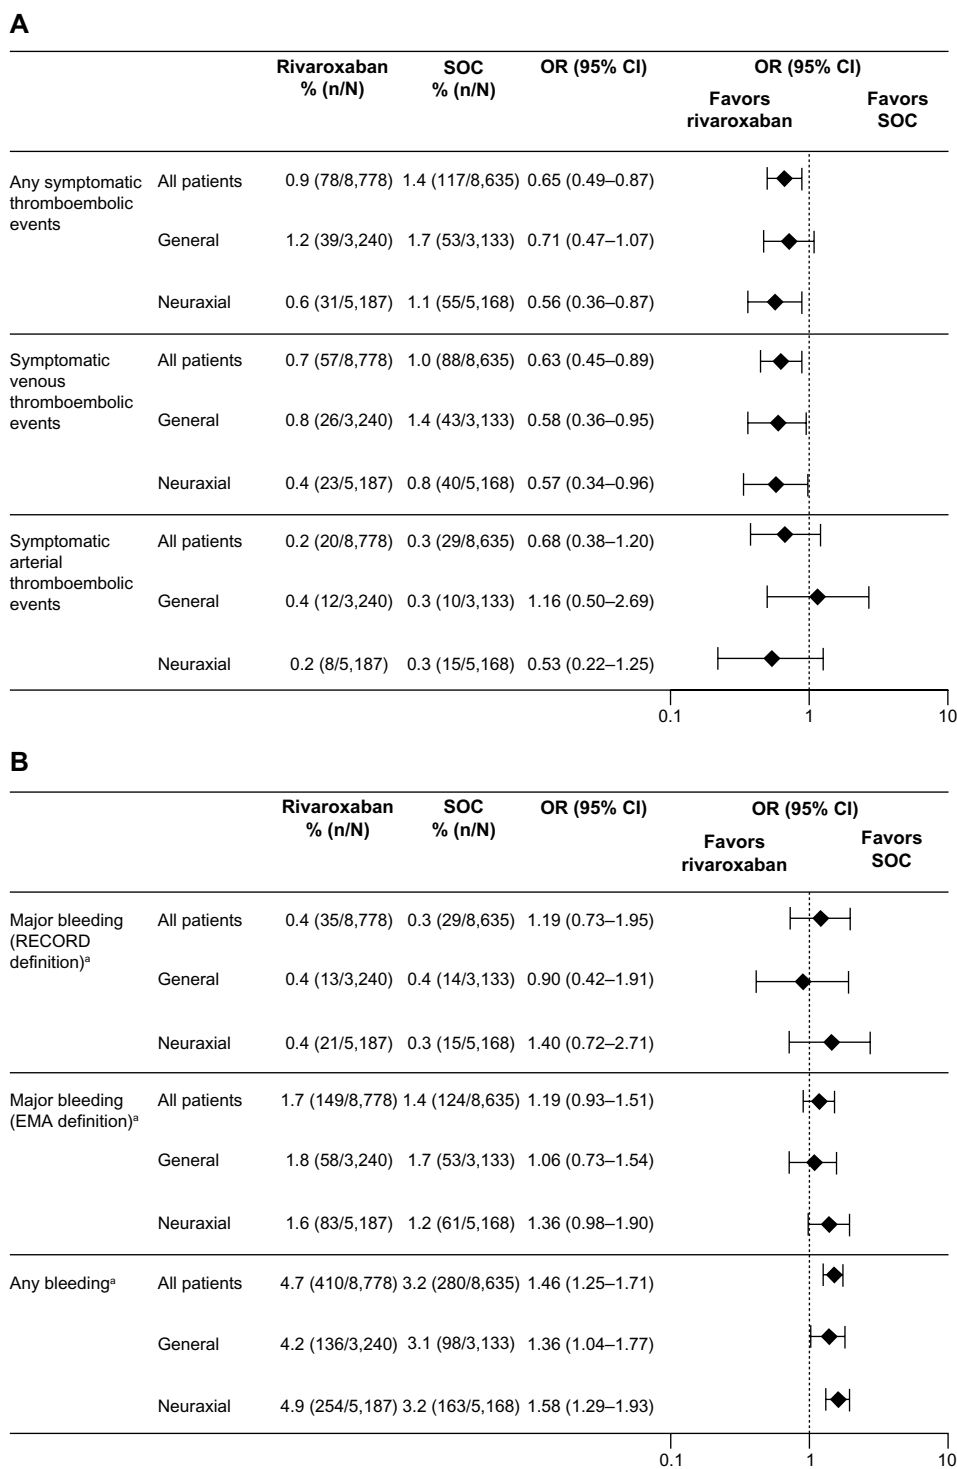 A
Rivaroxaban SOC OR (95% CI) OR (95% CI)
% (n/N) % (n/N)
Favors Favors
rivaroxaban SOC
Any symptomatic All patients 0.9 (78/8,778) 1.4 (117/8,635) 0.65 (0.49–0.87)
thromboembolic
events
General 1.2 (39/3,240) 1.7 (53/3,133) 0.71 (0.47–1.07)
Neuraxial 0.6 (31/5,187) 1.1 (55/5,168) 0.56 (0.36–0.87)
Symptomatic All patients 0.7 (57/8,778) 1.0 (88/8,635) 0.63 (0.45–0.89)
venous
thromboembolic
events General 0.8 (26/3,240) 1.4 (43/3,133) 0.58 (0.36–0.95)
Neuraxial 0.4 (23/5,187) 0.8 (40/5,168) 0.57 (0.34–0.96)
Symptomatic All patients 0.2 (20/8,778) 0.3 (29/8,635) 0.68 (0.38–1.20)
arterial
thromboembolic
events General 0.4 (12/3,240) 0.3 (10/3,133) 1.16 (0.50–2.69)
Neuraxial 0.2 (8/5,187) 0.3 (15/5,168) 0.53 (0.22–1.25)
0.1 1 10
B
Rivaroxaban SOC OR (95% CI) OR (95% CI)
% (n/N) % (n/N)
Favors Favors
rivaroxaban SOC
Major bleeding All patients 0.4 (35/8,778) 0.3 (29/8,635) 1.19 (0.73–1.95)
(RECORD
definition)ª
General 0.4 (13/3,240) 0.4 (14/3,133) 0.90 (0.42–1.91)
Neuraxial 0.4 (21/5,187) 0.3 (15/5,168) 1.40 (0.72–2.71)
Major bleeding All patients 1.7 (149/8,778) 1.4 (124/8,635) 1.19 (0.93–1.51)
(EMA definition)ª
General 1.8 (58/3,240) 1.7 (53/3,133) 1.06 (0.73–1.54)
Neuraxial 1.6 (83/5,187) 1.2 (61/5,168) 1.36 (0.98–1.90)
Any bleedingª All patients 4.7 (410/8,778) 3.2 (280/8,635) 1.46 (1.25–1.71)
General 4.2 (136/3,240) 3.1 (98/3,133) 1.36 (1.04–1.77)
Neuraxial 4.9 (254/5,187) 3.2 (163/5,168) 1.58 (1.29–1.93)
0.1 1 10